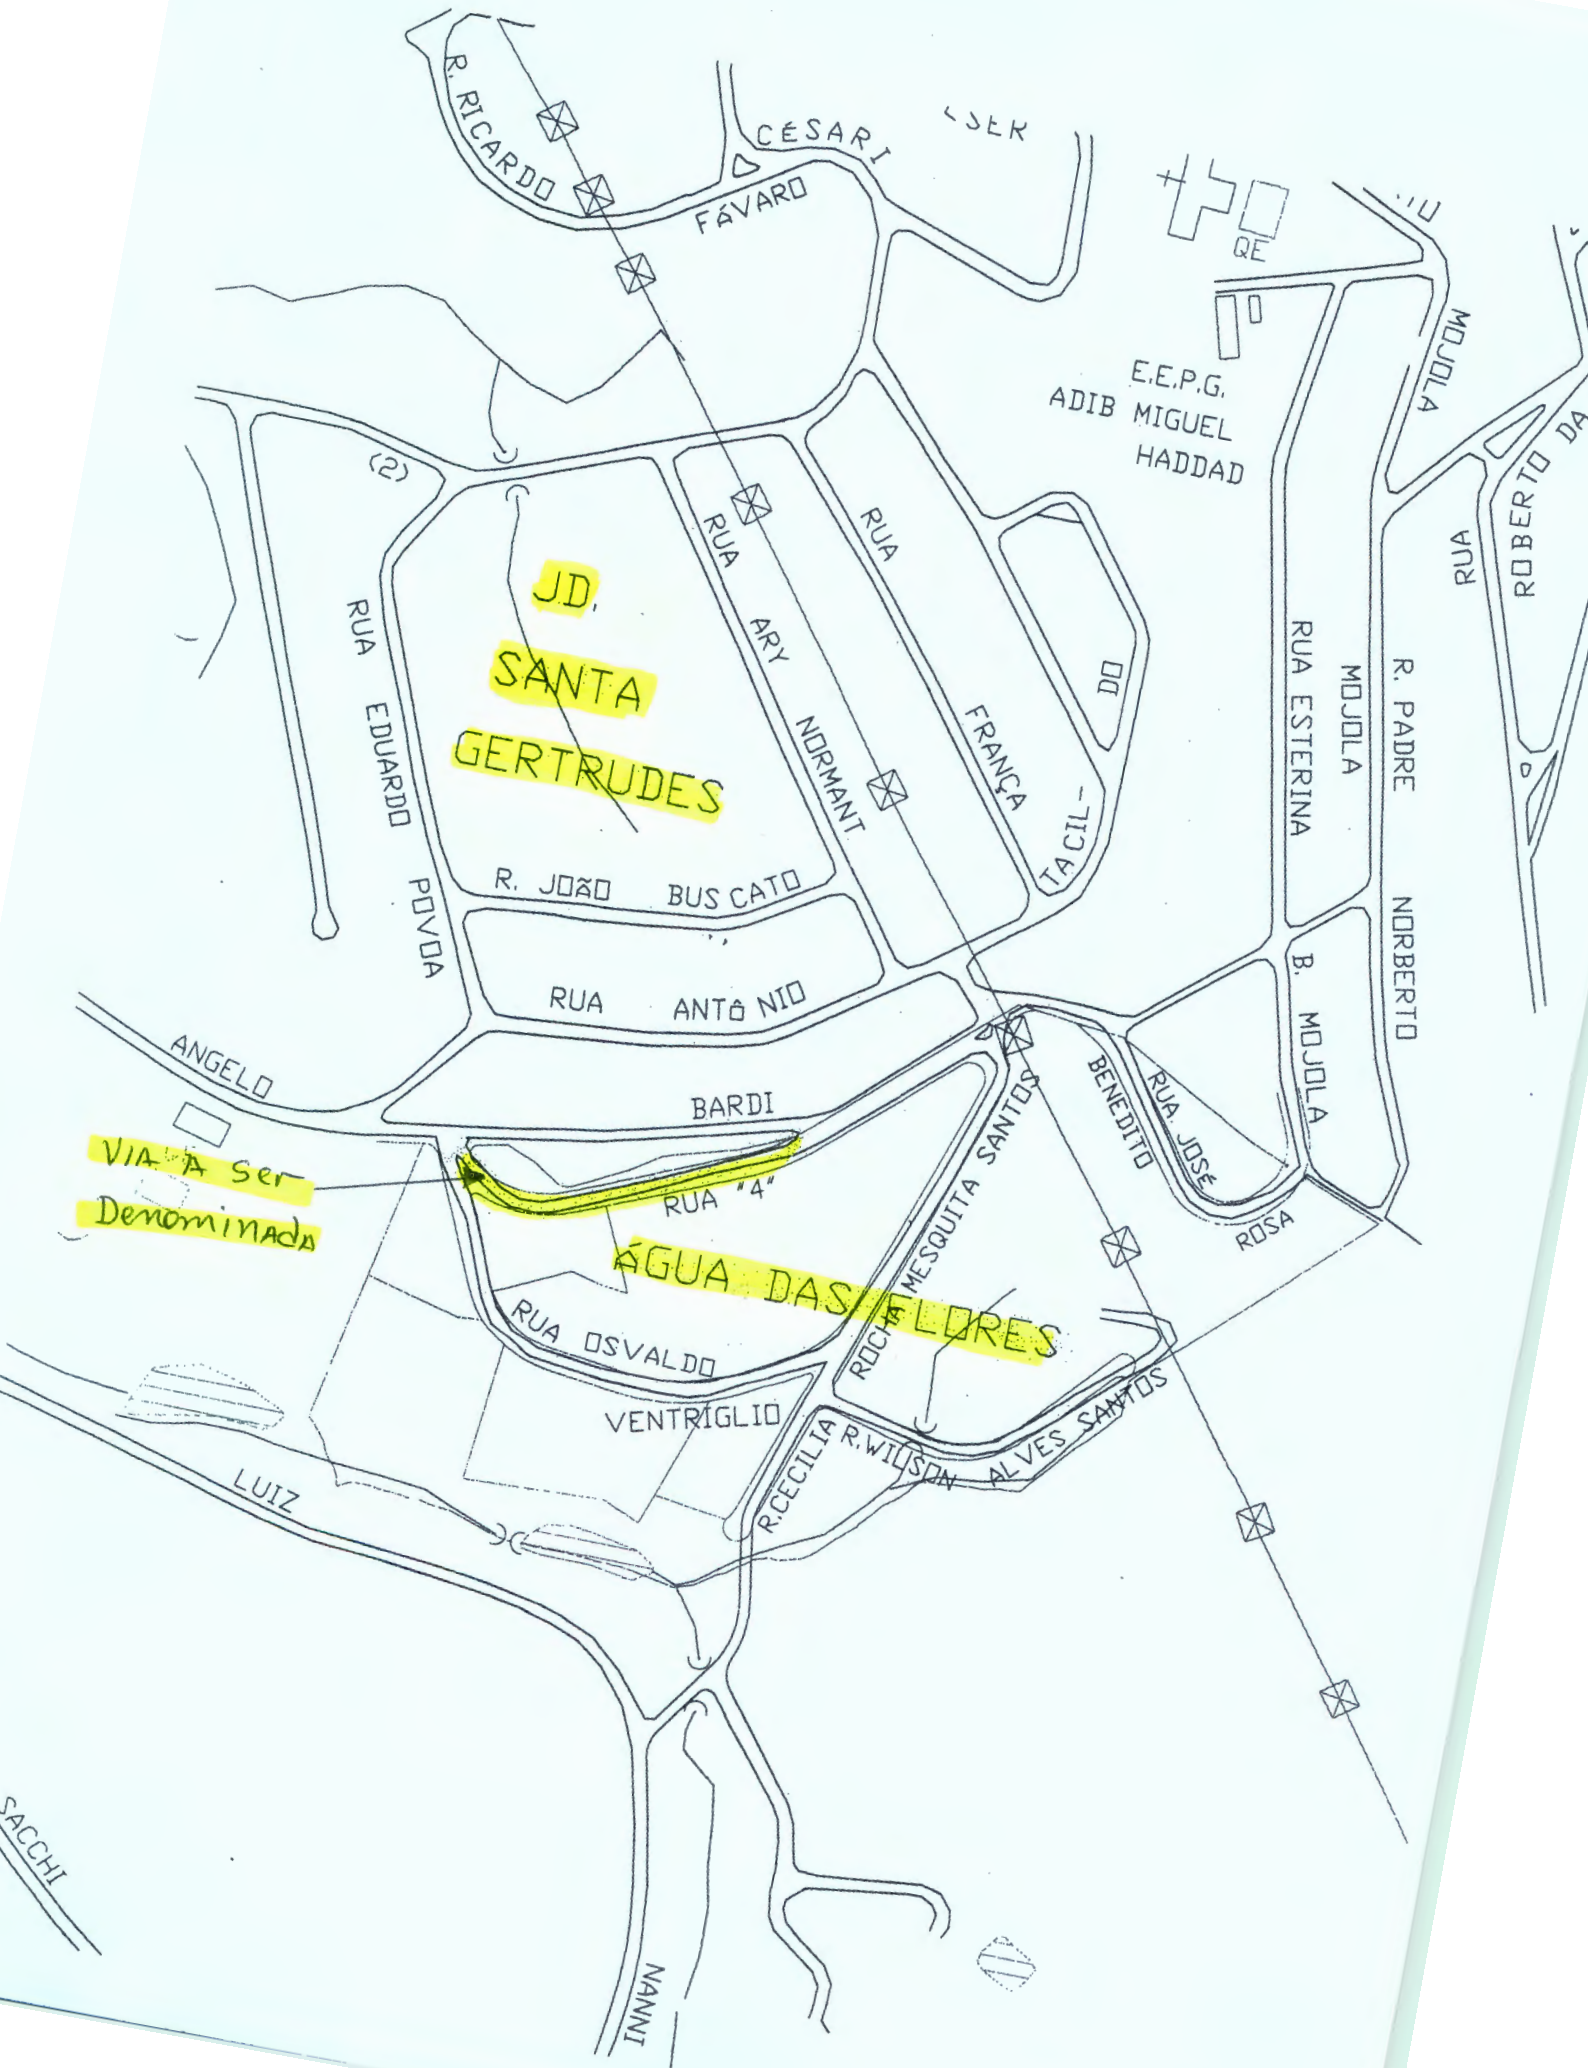 R. RICARDO
CÉSARI
FÁVARO
QE
MOJOLA
E.E.P.G.
ADIB MIGUEL
HADDAD
(2)
RUA
ROBERTO DA
J.D.
SANTA
GERTRUDES
RUA EDUARDO POVOA
RUA ARY NORMANT
RUA FRANÇA
DO
TACIL-
RUA ESTERINA
MOJOLA
R. PADRE NORBERTO
R. JOÃO BUSCATO
RUA ANTÔNIO
B. MOJOLA
ANGELO
BARDI
BENEDITO
RUA JOSÉ
ROSA
VIA A Ser
Denominada
RUA "4"
ÁGUA DAS FLORES
ROCHA MESQUITA SANTOS
RUA OSVALDO
VENTRIGLIO
R.CECILIA
R.WILSON ALVES SANTOS
LUIZ
SACCHI
NANNI